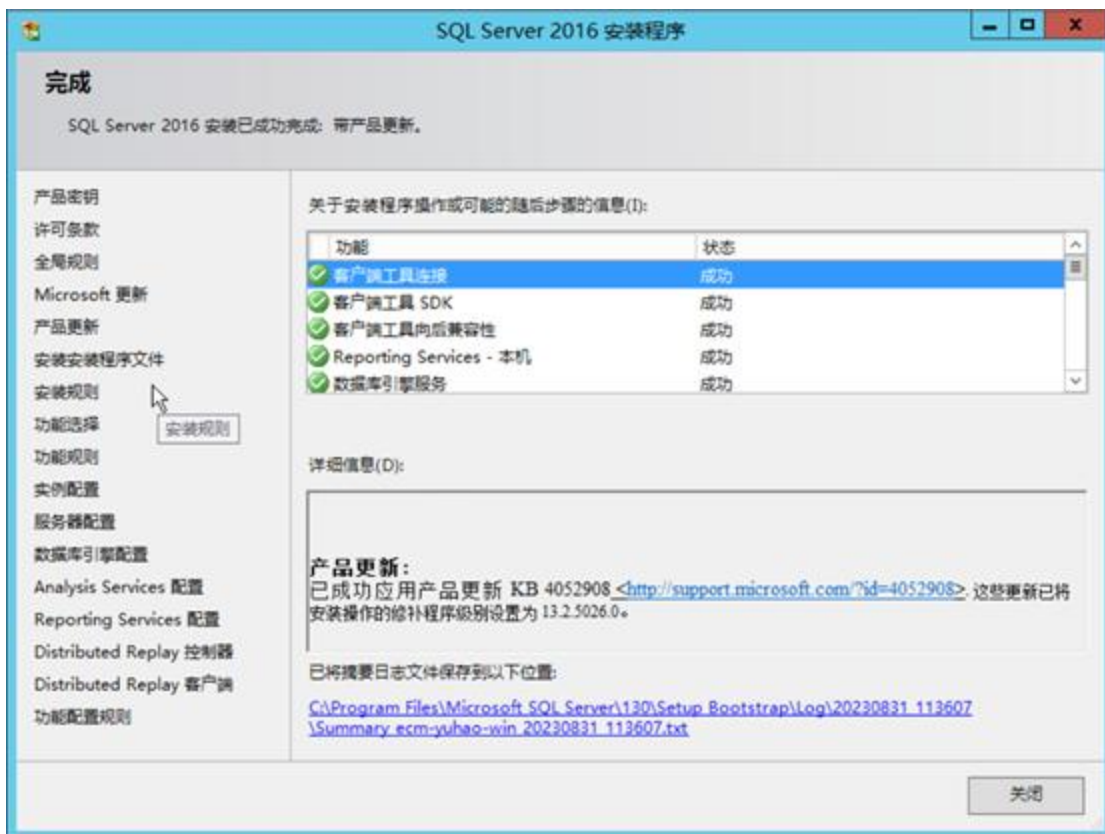 SQL Server 2016 安装程序
完成
SQL Server 2016 安装已成功完成: 带产品更新。
产品密钥
许可条款
全局规则
Microsoft 更新
产品更新
安装安装程序文件
安装规则
安装规则
功能选择
功能规则
实例配置
服务器配置
数据库引擎配置
Analysis Services 配置
Reporting Services 配置
Distributed Replay 控制器
Distributed Replay 客户端
功能配置规则
关于安装程序操作或可能的随后步骤的信息(I):
功能 状态
客户端工具连接 成功
客户端工具 SDK 成功
客户端工具向后兼容性 成功
Reporting Services - 本机 成功
数据库引擎服务 成功
详细信息(D):
产品更新:
已成功应用产品更新 KB 4052908 <http://support.microsoft.com/?id=4052908>. 这些更新已将
安装操作的修补程序级别设置为 13.2.5026.0。
已将摘要日志文件保存到以下位置:
C:\Program Files\Microsoft SQL Server\130\Setup Bootstrap\Log\20230831_113607
\Summary_ecm-yuhao-win_20230831_113607.txt
关闭